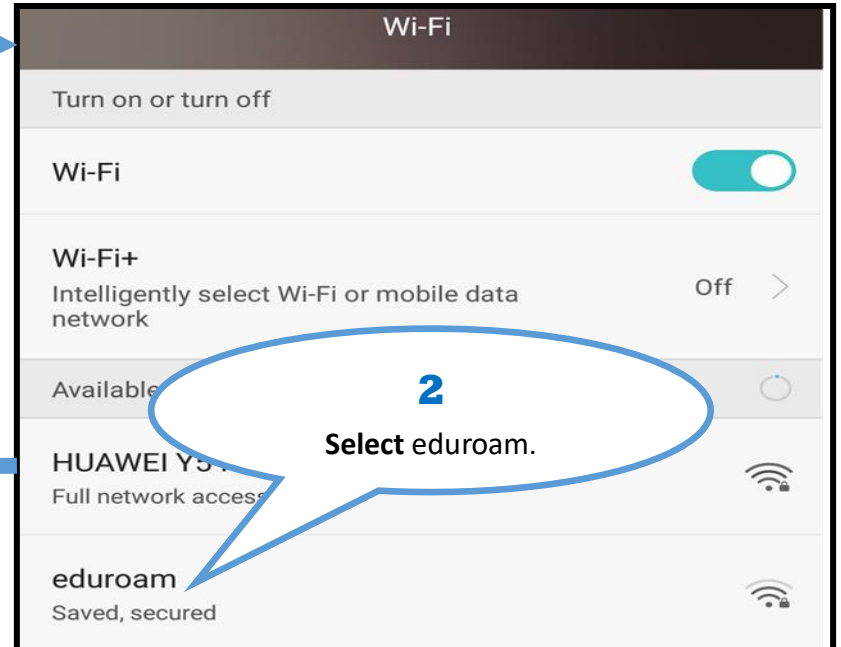 Wi-Fi
Turn on or turn off
Wi-Fi
Wi-Fi+
Intelligently select Wi-Fi or mobile data
network
Off
Available
2
Select eduroam.
HUAWEI
Full network access
eduroam
Saved, secured